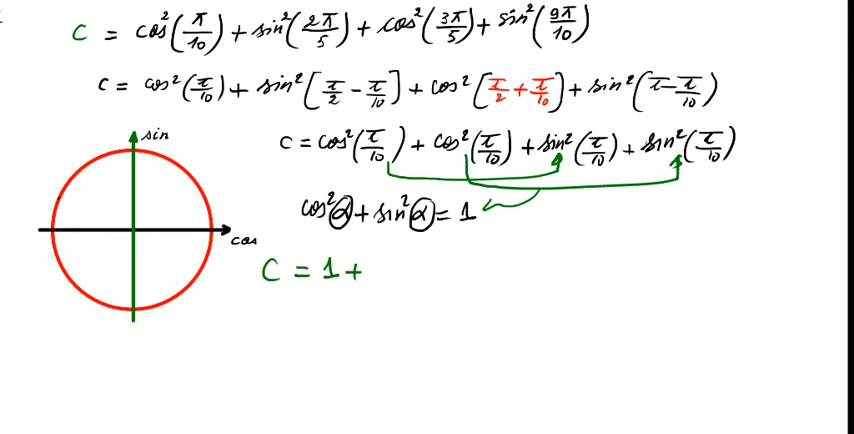 C = cos²(π/10) + sin²(2π/5) + cos²(3π/5) + sin²(9π/10)
C = cos²(π/10) + sin²[π/2 - π/10] + cos²[π/2 + π/10] + sin²(π - π/10)
C = cos²(π/10) + cos²(π/10) + sin²(π/10) + sin²(π/10)
sin
cos²α + sin²α = 1
cos
C = 1 +